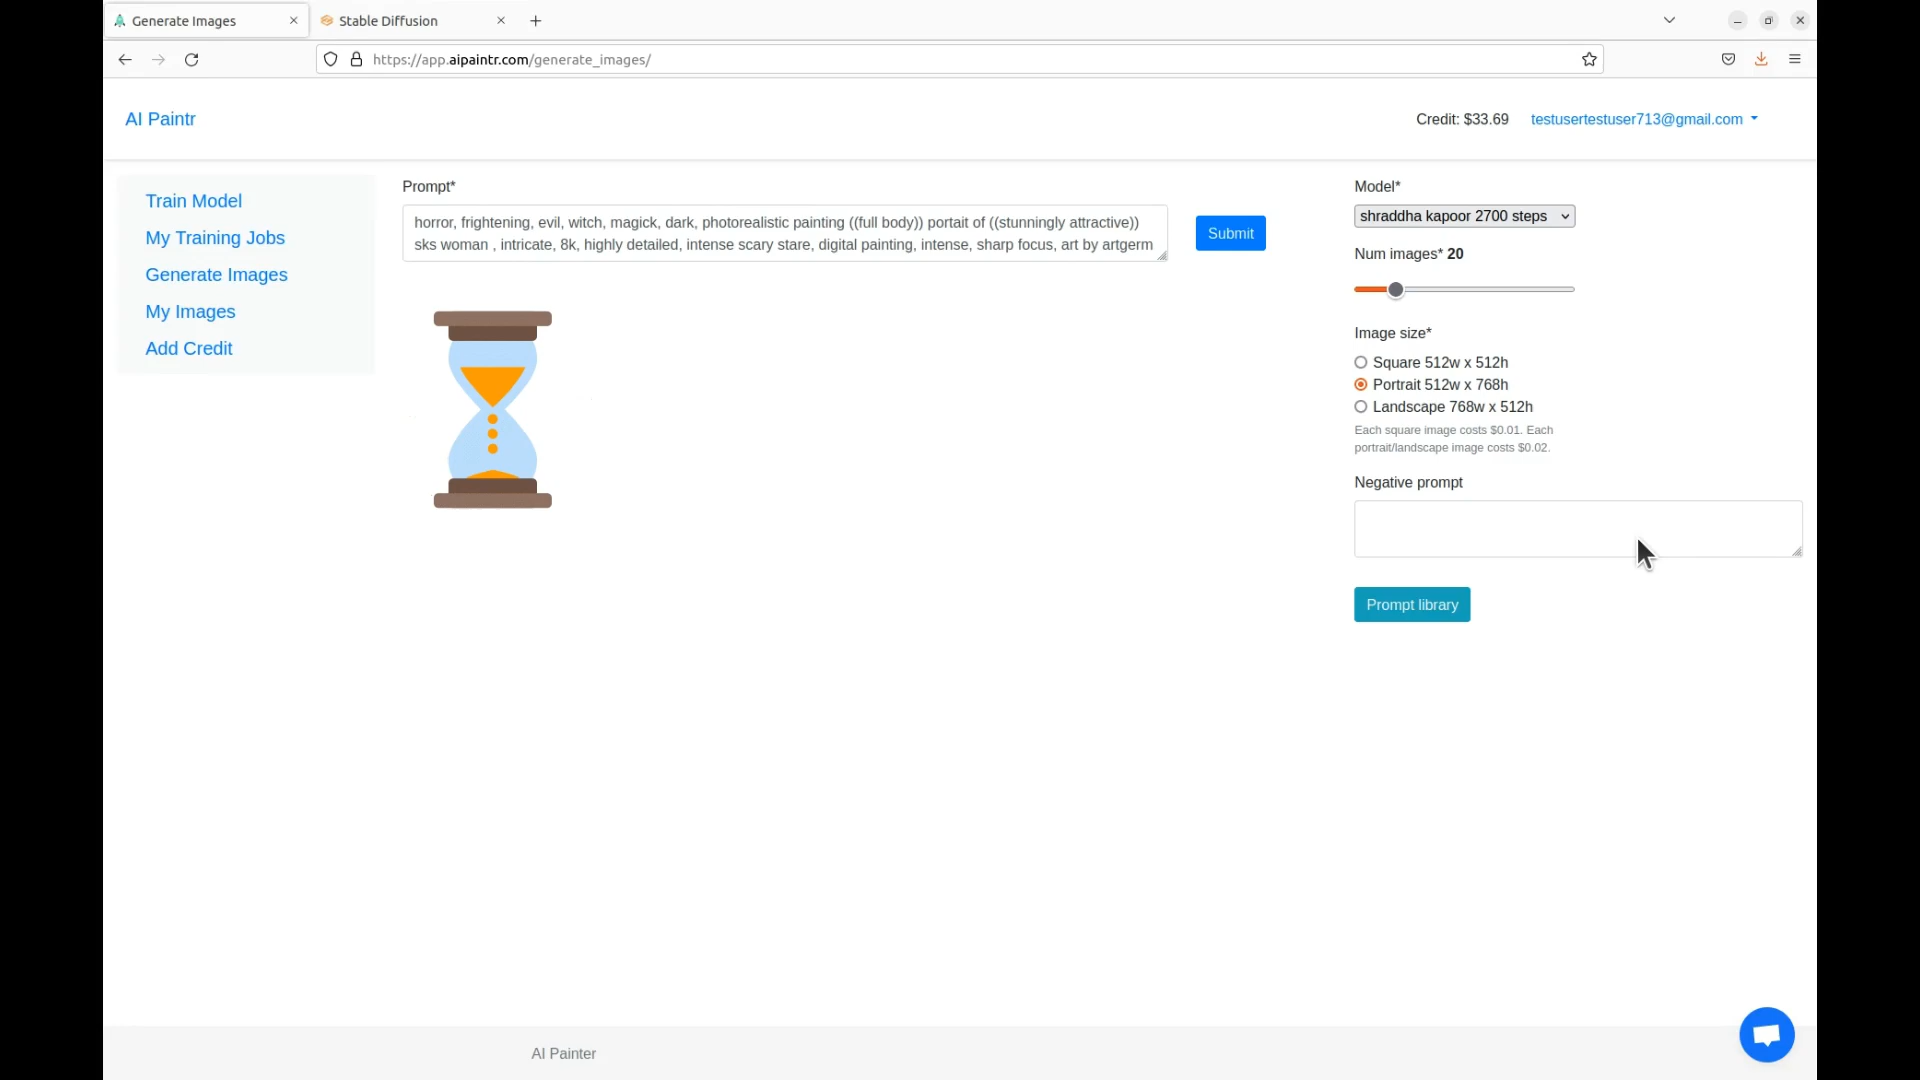 Generate Images
Stable Diffusion
https://app.aipaintr.com/generate_images/
AI Paintr
Credit: $33.69
testusertestuser713@gmail.com
Train Model
My Training Jobs
Generate Images
My Images
Add Credit
Prompt*
horror, frightening, evil, witch, magick, dark, photorealistic painting ((full body)) portait of ((stunningly attractive))
sks woman , intricate, 8k, highly detailed, intense scary stare, digital painting, intense, sharp focus, art by artgerm
Submit
Model*
shraddha kapoor 2700 steps
Num images* 20
Image size*
Square 512w x 512h
Portrait 512w x 768h
Landscape 768w x 512h
Each square image costs $0.01. Each
portrait/landscape image costs $0.02.
Negative prompt
Prompt library
AI Painter